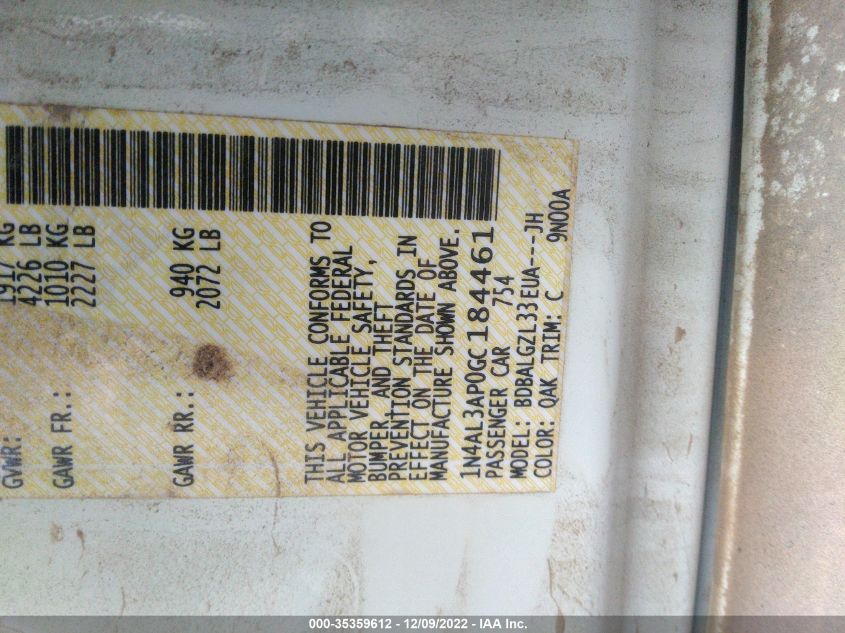 GVWR: 1917 KG
4226 LB
GAWR FR.: 1010 KG
2227 LB
GAWR RR.: 940 KG
2072 LB
THIS VEHICLE CONFORMS TO
ALL APPLICABLE FEDERAL
MOTOR VEHICLE SAFETY,
BUMPER, AND THEFT
PREVENTION STANDARDS IN
EFFECT ON THE DATE OF
MANUFACTURE SHOWN ABOVE.
1N4AL3AP0GC184461
PASSENGER CAR 754
MODEL: BDBALGZL33EUA---JH
COLOR: QAK TRIM: C 9N00A
000-35359612 - 12/09/2022 - IAA Inc.